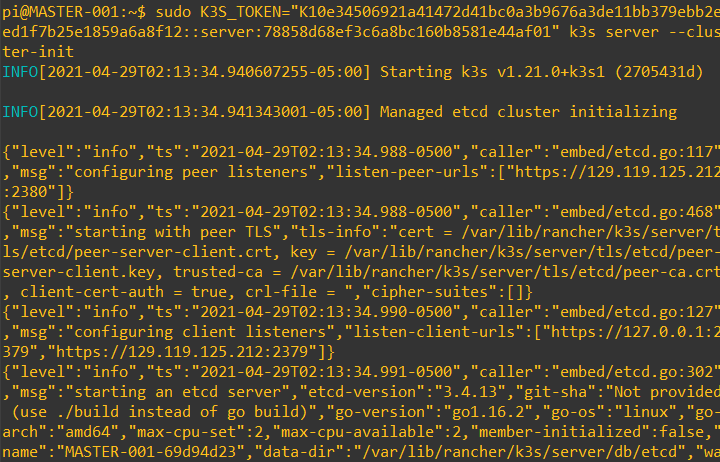 pi@MASTER-001:~$ sudo K3S_TOKEN="K10e34506921a41472d41bc0a3b9676a3de11bb379ebb2e
ed1f7b25e1859a6a8f12::server:78858d68ef3c6a8bc160b8581e44af01" k3s server --clus
ter-init
INFO[2021-04-29T02:13:34.940607255-05:00] Starting k3s v1.21.0+k3s1 (2705431d)
INFO[2021-04-29T02:13:34.941343001-05:00] Managed etcd cluster initializing
{"level":"info","ts":"2021-04-29T02:13:34.988-0500","caller":"embed/etcd.go:117"
,"msg":"configuring peer listeners","listen-peer-urls":["https://129.119.125.212
:2380"]}
{"level":"info","ts":"2021-04-29T02:13:34.988-0500","caller":"embed/etcd.go:468"
,"msg":"starting with peer TLS","tls-info":"cert = /var/lib/rancher/k3s/server/t
ls/etcd/peer-server-client.crt, key = /var/lib/rancher/k3s/server/tls/etcd/peer-
server-client.key, trusted-ca = /var/lib/rancher/k3s/server/tls/etcd/peer-ca.crt
, client-cert-auth = true, crl-file = ","cipher-suites":[]}
{"level":"info","ts":"2021-04-29T02:13:34.990-0500","caller":"embed/etcd.go:127"
,"msg":"configuring client listeners","listen-client-urls":["https://127.0.0.1:2
379","https://129.119.125.212:2379"]}
{"level":"info","ts":"2021-04-29T02:13:34.991-0500","caller":"embed/etcd.go:302"
,"msg":"starting an etcd server","etcd-version":"3.4.13","git-sha":"Not provided
(use ./build instead of go build)","go-version":"go1.16.2","go-os":"linux","go-
arch":"amd64","max-cpu-set":2,"max-cpu-available":2,"member-initialized":false,"
name":"MASTER-001-69d94d23","data-dir":"/var/lib/rancher/k3s/server/db/etcd","wa